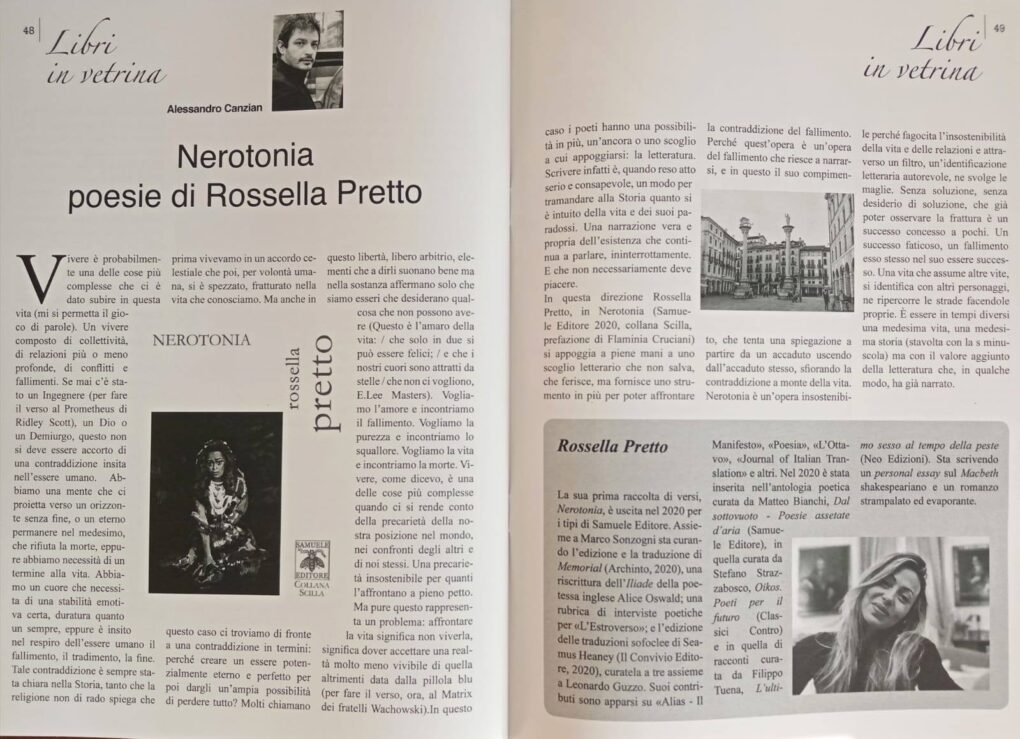 48
Libri
in vetrina
Alessandro Canzian
Nerotonia
poesie di Rossella Pretto
Vivere è probabilmen-
te una delle cose più
complesse che ci è
dato subire in questa
vita (mi si permetta il gio-
co di parole). Un vivere
composto di collettività,
di relazioni più o meno
profonde, di conflitti e
fallimenti. Se mai c'è sta-
to un Ingegnere (per fare
il verso al Prometheus di
Ridley Scott), un Dio o
un Demiurgo, questo non
si deve essere accorto di
una contraddizione insita
nell'essere umano. Ab-
biamo una mente che ci
proietta verso un orizzon-
te senza fine, o un eterno
permanere nel medesimo,
che rifiuta la morte, eppu-
re abbiamo necessità di un
termine alla vita. Abbia-
mo un cuore che necessi-
ta di una stabilità emoti-
va certa, duratura quanto
un sempre, eppure è insito
nel respiro dell'essere umano il
fallimento, il tradimento, la fine.
Tale contraddizione è sempre sta-
ta chiara nella Storia, tanto che la
religione non di rado spiega che
prima vivevamo in un accordo ce-
lestiale che poi, per volontà uma-
na, si è spezzato, fratturato nella
vita che conosciamo. Ma anche in
NEROTONIA
rossella
pretto
SAMUELE
EDITORE
COLLANA
SCILLA
questo caso ci troviamo di fronte
a una contraddizione in termini:
perché creare un essere poten-
zialmente eterno e perfetto per
poi dargli un'ampia possibilità
di perdere tutto? Molti chiamano
questo libertà, libero arbitrio, ele-
menti che a dirli suonano bene ma
nella sostanza affermano solo che
siamo esseri che desiderano qual-
cosa che non possono ave-
re (Questo è l'amaro della
vita: / che solo in due si
può essere felici; / e che i
nostri cuori sono attratti da
stelle / che non ci vogliono,
E.Lee Masters). Voglia-
mo l'amore e incontriamo
il fallimento. Vogliamo la
purezza e incontriamo lo
squallore. Vogliamo la vita
e incontriamo la morte. Vi-
vere, come dicevo, è una
delle cose più complesse
quando ci si rende conto
della precarietà della no-
stra posizione nel mondo,
nei confronti degli altri e
di noi stessi. Una precarie-
tà insostenibile per quanti
l'affrontano a pieno petto.
Ma pure questo rappresen-
ta un problema: affrontare
la vita significa non viverla,
significa dover accettare una real-
tà molto meno vivibile di quella
altrimenti data dalla pillola blu
(per fare il verso, ora, al Matrix
dei fratelli Wachowski).In questo
49
Libri
in vetrina
caso i poeti hanno una possibili-
tà in più, un'ancora o uno scoglio
a cui appoggiarsi: la letteratura.
Scrivere infatti è, quando reso atto
serio e consapevole, un modo per
tramandare alla Storia quanto si
è intuito della vita e dei suoi pa-
radossi. Una narrazione vera e
propria dell'esistenza che conti-
nua a parlare, ininterrottamente.
E che non necessariamente deve
piacere.
In questa direzione Rossella
Pretto, in Nerotonia (Samue-
le Editore 2020, collana Scilla,
prefazione di Flaminia Cruciani)
si appoggia a piene mani a uno
scoglio letterario che non salva,
che ferisce, ma fornisce uno stru-
mento in più per poter affrontare
la contraddizione del fallimento.
Perché quest'opera è un'opera
del fallimento che riesce a narrar-
si, e in questo il suo compimen-
to, che tenta una spiegazione a
partire da un accaduto uscendo
dall'accaduto stesso, sfiorando la
contraddizione a monte della vita.
Nerotonia è un'opera insostenibi-
le perché fagocita l'insostenibilità
della vita e delle relazioni e attra-
verso un filtro, un'identificazione
letteraria autorevole, ne svolge le
maglie. Senza soluzione, senza
desiderio di soluzione, che già
poter osservare la frattura è un
successo concesso a pochi. Un
successo faticoso, un fallimento
esso stesso nel suo essere succes-
so. Una vita che assume altre vite,
si identifica con altri personaggi,
ne ripercorre le strade facendole
proprie. È essere in tempi diversi
una medesima vita, una medesi-
ma storia (stavolta con la s minu-
scola) ma con il valore aggiunto
della letteratura che, in qualche
modo, ha già narrato.
Rossella Pretto
La sua prima raccolta di versi,
Nerotonia, è uscita nel 2020 per
i tipi di Samuele Editore. Assie-
me a Marco Sonzogni sta curan-
do l'edizione e la traduzione di
Memorial (Archinto, 2020), una
riscrittura dell'Iliade della poe-
tessa inglese Alice Oswald; una
rubrica di interviste poetiche
per «L'Estroverso»; e l'edizione
delle traduzioni sofoclee di Sea-
mus Heaney (Il Convivio Edito-
re, 2020), curatela a tre insieme
a Leonardo Guzzo. Suoi contri-
buti sono apparsi su «Alias - Il
Manifesto», «Poesia», «L'Otta-
vo», «Journal of Italian Tran-
slation» e altri. Nel 2020 è stata
inserita nell'antologia poetica
curata da Matteo Bianchi, Dal
sottovuoto - Poesie assetate
d'aria (Samue-
le Editore), in
quella curata da
Stefano Straz-
zabosco, Oikos.
Poeti per il
futuro (Clas-
sici Contro)
e in quella di
racconti cura-
ta da Filippo
Tuena, L'ulti-
mo sesso al tempo della peste
(Neo Edizioni). Sta scrivendo
un personal essay sul Macbeth
shakespeariano e un romanzo
strampalato ed evaporante.